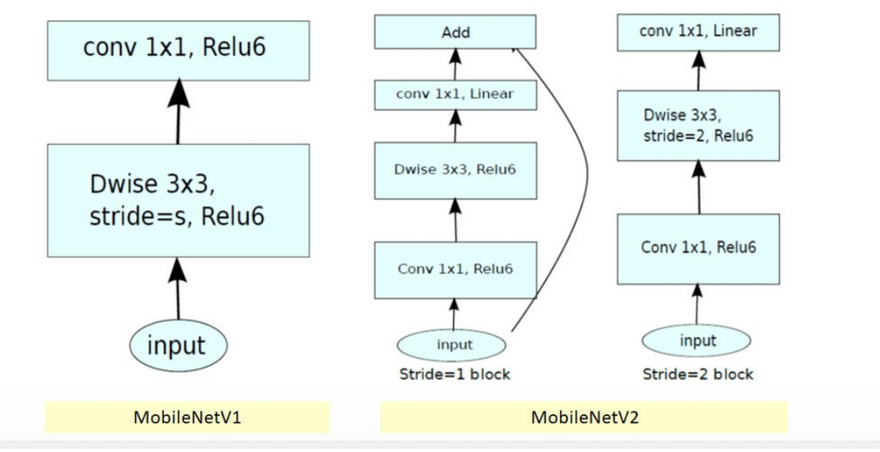 conv 1x1, Relu6
Dwise 3x3,
stride=s, Relu6
input
MobileNetV1
Add
conv 1x1, Linear
Dwise 3x3, Relu6
Conv 1x1, Relu6
input
Stride=1 block
conv 1x1, Linear
Dwise 3x3,
stride=2, Relu6
Conv 1x1, Relu6
input
Stride=2 block
MobileNetV2